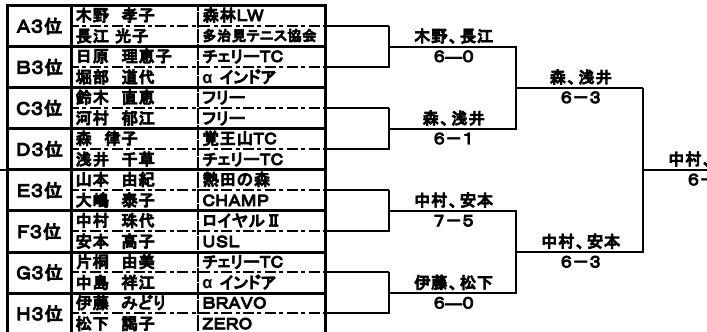 A3位 木野 孝子 森林LW
長江 光子 多治見テニス協会
B3位 日原 理恵子 チェリーTC
堀部 道代 α インドア
C3位 鈴木 直恵 フリー
河村 郁江 フリー
D3位 森 律子 覚王山TC
浅井 千草 チェリーTC
E3位 山本 由紀 熱田の森
大嶋 泰子 CHAMP
F3位 中村 珠代 ロイヤルⅡ
安本 高子 USL
G3位 片桐 由美 チェリーTC
中島 祥江 α インドア
H3位 伊藤 みどり BRAVO
松下 謁子 ZERO
木野、長江
6―0
森、浅井
6－1
中村、安本
7－5
伊藤、松下
6―0
森、浅井
6－3
中村、安本
6－3
中村、
6－